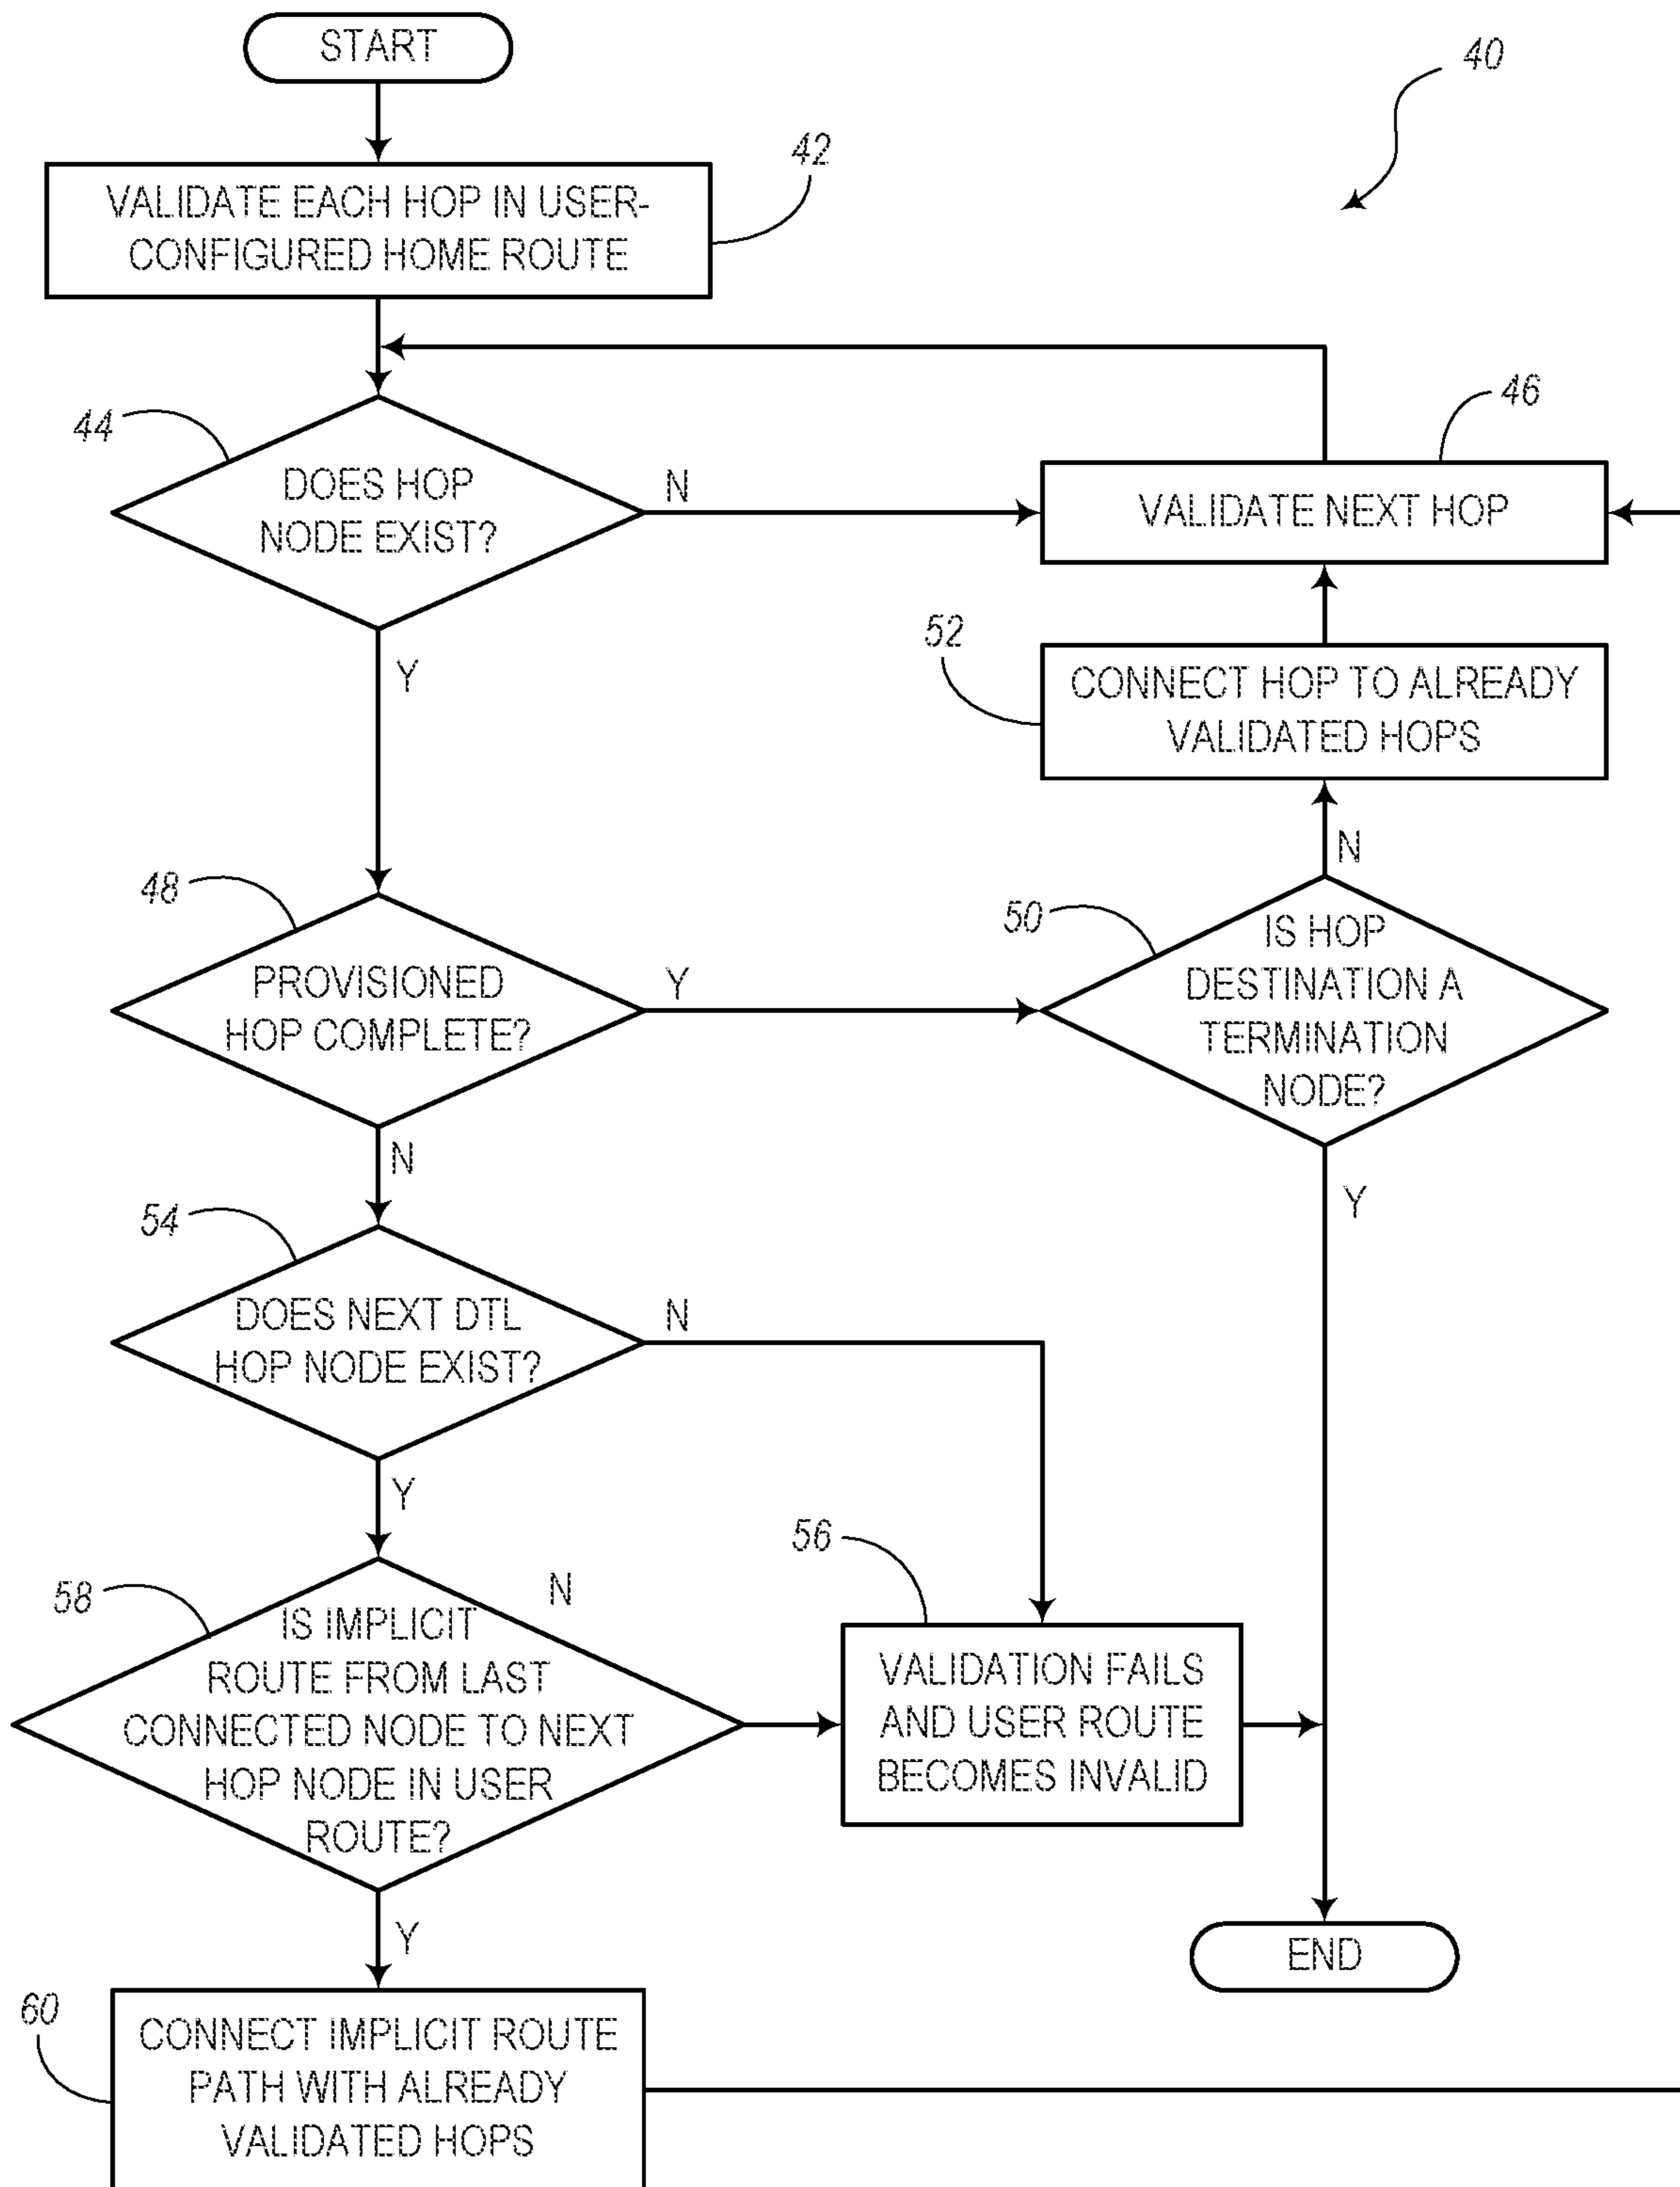 START
40
42
VALIDATE EACH HOP IN USER-
CONFIGURED HOME ROUTE
44
DOES HOP
NODE EXIST?
N
Y
46
VALIDATE NEXT HOP
52
CONNECT HOP TO ALREADY
VALIDATED HOPS
N
48
PROVISIONED
HOP COMPLETE?
Y
N
50
IS HOP
DESTINATION A
TERMINATION
NODE?
Y
54
DOES NEXT DTL
HOP NODE EXIST?
N
Y
58
IS IMPLICIT
ROUTE FROM LAST
CONNECTED NODE TO NEXT
HOP NODE IN USER
ROUTE?
N
Y
56
VALIDATION FAILS
AND USER ROUTE
BECOMES INVALID
END
60
CONNECT IMPLICIT ROUTE
PATH WITH ALREADY
VALIDATED HOPS